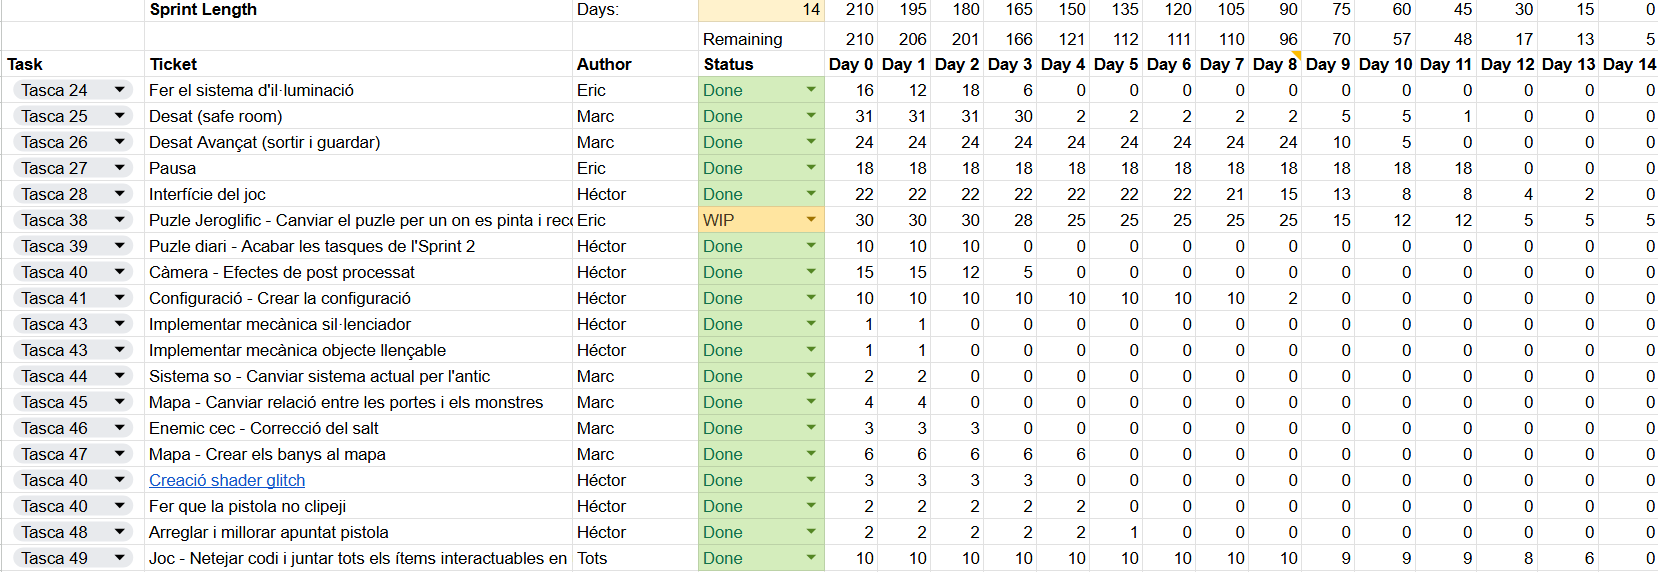 Sprint Length Days: 14 210 195 180 165 150 135 120 105 90 75 60 45 30 15 0
Remaining 210 206 201 166 121 112 111 110 96 70 57 48 17 13 5
Task Ticket Author Status Day 0 Day 1 Day 2 Day 3 Day 4 Day 5 Day 6 Day 7 Day 8 Day 9 Day 10 Day 11 Day 12 Day 13 Day 14
Tasca 24 Fer el sistema d'il·luminació Eric Done 16 12 18 6 0 0 0 0 0 0 0 0 0 0 0
Tasca 25 Desat (safe room) Marc Done 31 31 31 30 2 2 2 2 2 5 5 1 0 0 0
Tasca 26 Desat Avançat (sortir i guardar) Marc Done 24 24 24 24 24 24 24 24 24 10 5 0 0 0 0
Tasca 27 Pausa Eric Done 18 18 18 18 18 18 18 18 18 18 18 18 0 0 0
Tasca 28 Interfície del joc Héctor Done 22 22 22 22 22 22 22 21 15 13 8 8 4 2 0
Tasca 38 Puzle Jeroglific - Canviar el puzle per un on es pinta i reco Eric WIP 30 30 30 28 25 25 25 25 25 15 12 12 5 5 5
Tasca 39 Puzle diari - Acabar les tasques de l'Sprint 2 Héctor Done 10 10 10 0 0 0 0 0 0 0 0 0 0 0 0
Tasca 40 Càmera - Efectes de post processat Héctor Done 15 15 12 5 0 0 0 0 0 0 0 0 0 0 0
Tasca 41 Configuració - Crear la configuració Héctor Done 10 10 10 10 10 10 10 10 2 0 0 0 0 0 0
Tasca 43 Implementar mecànica sil·lenciador Héctor Done 1 1 0 0 0 0 0 0 0 0 0 0 0 0 0
Tasca 43 Implementar mecànica objecte llençable Héctor Done 1 1 0 0 0 0 0 0 0 0 0 0 0 0 0
Tasca 44 Sistema so - Canviar sistema actual per l'antic Marc Done 2 2 0 0 0 0 0 0 0 0 0 0 0 0 0
Tasca 45 Mapa - Canviar relació entre les portes i els monstres Marc Done 4 4 0 0 0 0 0 0 0 0 0 0 0 0 0
Tasca 46 Enemic cec - Correcció del salt Marc Done 3 3 3 0 0 0 0 0 0 0 0 0 0 0 0
Tasca 47 Mapa - Crear els banys al mapa Marc Done 6 6 6 6 6 0 0 0 0 0 0 0 0 0 0
Tasca 40 Creació shader glitch Héctor Done 3 3 3 3 0 0 0 0 0 0 0 0 0 0 0
Tasca 40 Fer que la pistola no clipeji Héctor Done 2 2 2 2 2 0 0 0 0 0 0 0 0 0 0
Tasca 48 Arreglar i millorar apuntat pistola Héctor Done 2 2 2 2 2 1 0 0 0 0 0 0 0 0 0
Tasca 49 Joc - Netejar codi i juntar tots els ítems interactuables en Tots Done 10 10 10 10 10 10 10 10 10 9 9 9 8 6 0